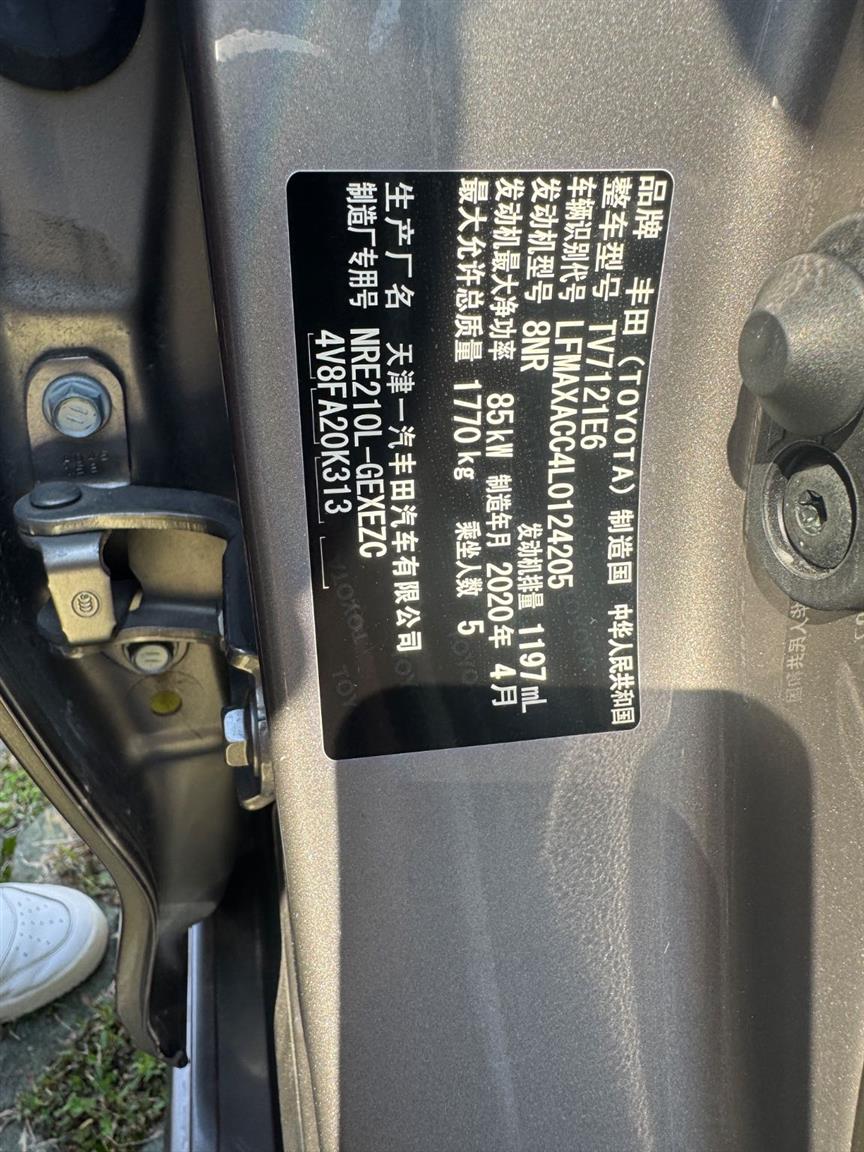 品牌 丰田 (TOYOTA) 制造国 中华人民共和国
整车型号 TV7121E6
车辆识别代号 LFMAXACC4L0124205
发动机型号 8NR 发动机排量 1197 mL
发动机最大净功率 85kW 制造年月 2020年 4月
最大允许总质量 1770kg 乘坐人数 5
生产厂名 天津一汽丰田汽车有限公司
制造厂专用号 NRE210L-GEXEZC
4V8FA20K313